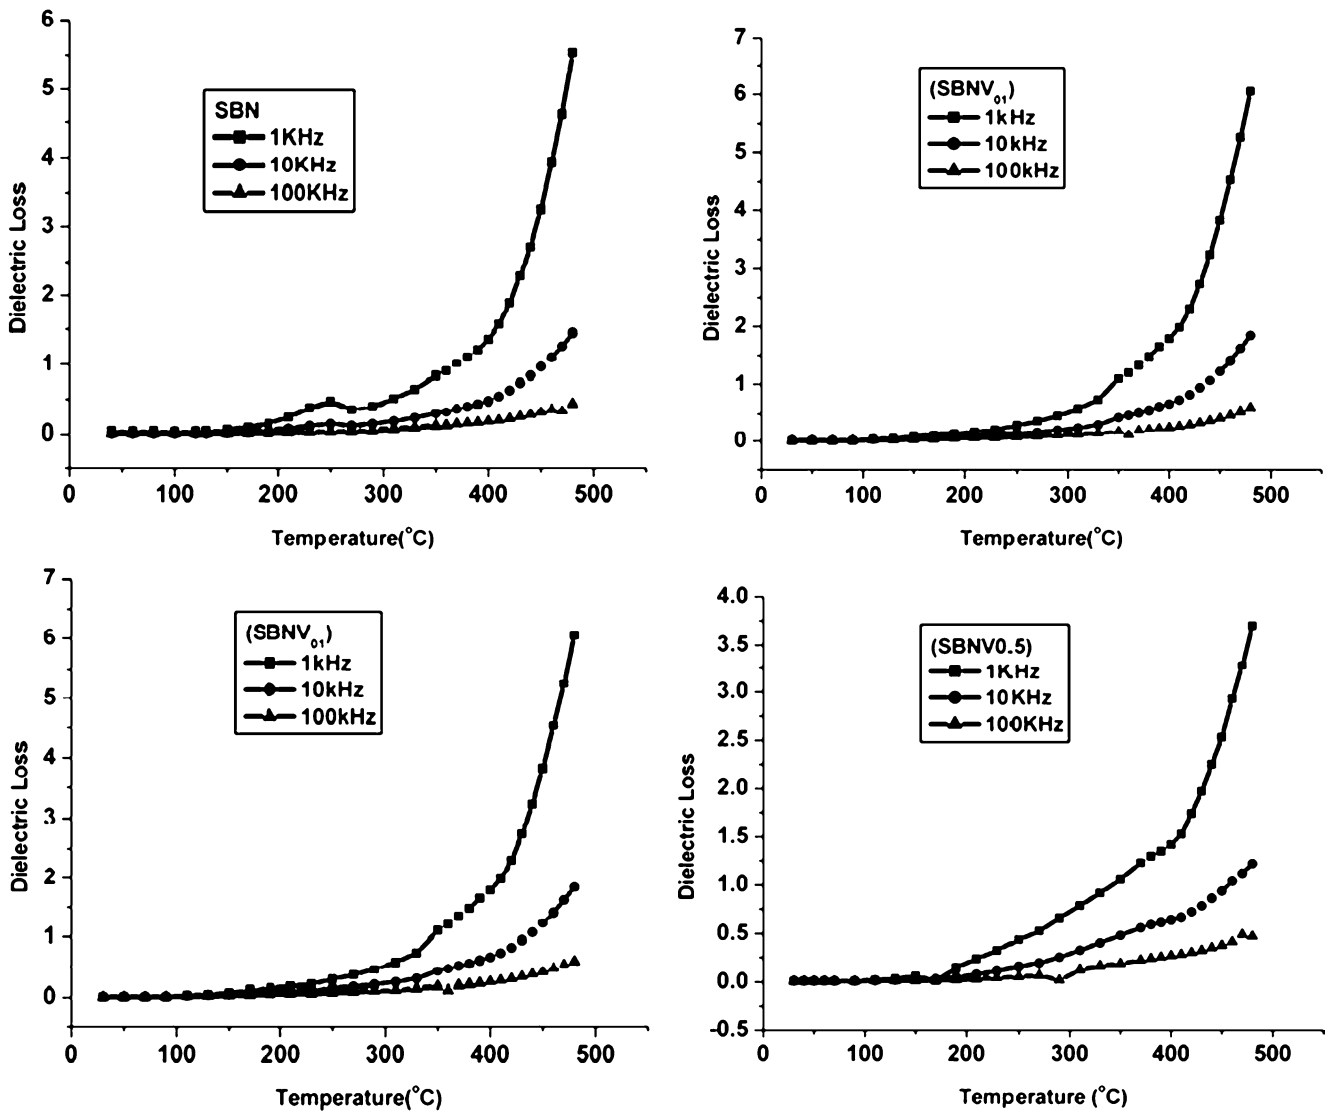 6
5
4
3
2
1
0
0 100 200 300 400 500
Dielectric Loss
Temperature(°C)
SBN
1KHz
10KHz
100KHz
7
6
5
4
3
2
1
0
0 100 200 300 400 500
Dielectric Loss
Temperature(°C)
(SBNV₀₁)
1kHz
10kHz
100kHz
7
6
5
4
3
2
1
0
0 100 200 300 400 500
Dielectric Loss
Temperature(°C)
(SBNV₀₁)
1kHz
10kHz
100kHz
4.0
3.5
3.0
2.5
2.0
1.5
1.0
0.5
0.0
-0.5
0 100 200 300 400 500
Dielectric Loss
Temperature (°C)
(SBNV0.5)
1KHz
10KHz
100KHz